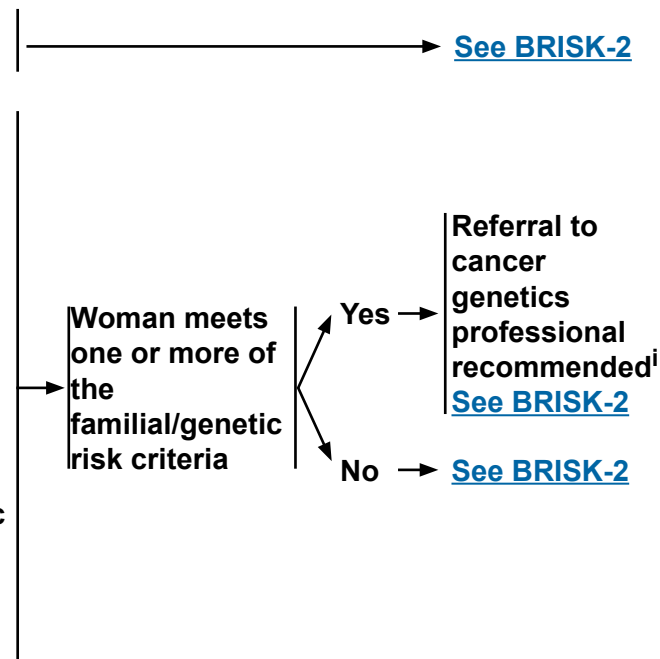 See BRISK-2
Referral to
cancer
genetics
professional
recommendedⁱ
See BRISK-2
Yes
Woman meets
one or more of
the
familial/genetic
risk criteria
No
See BRISK-2
c